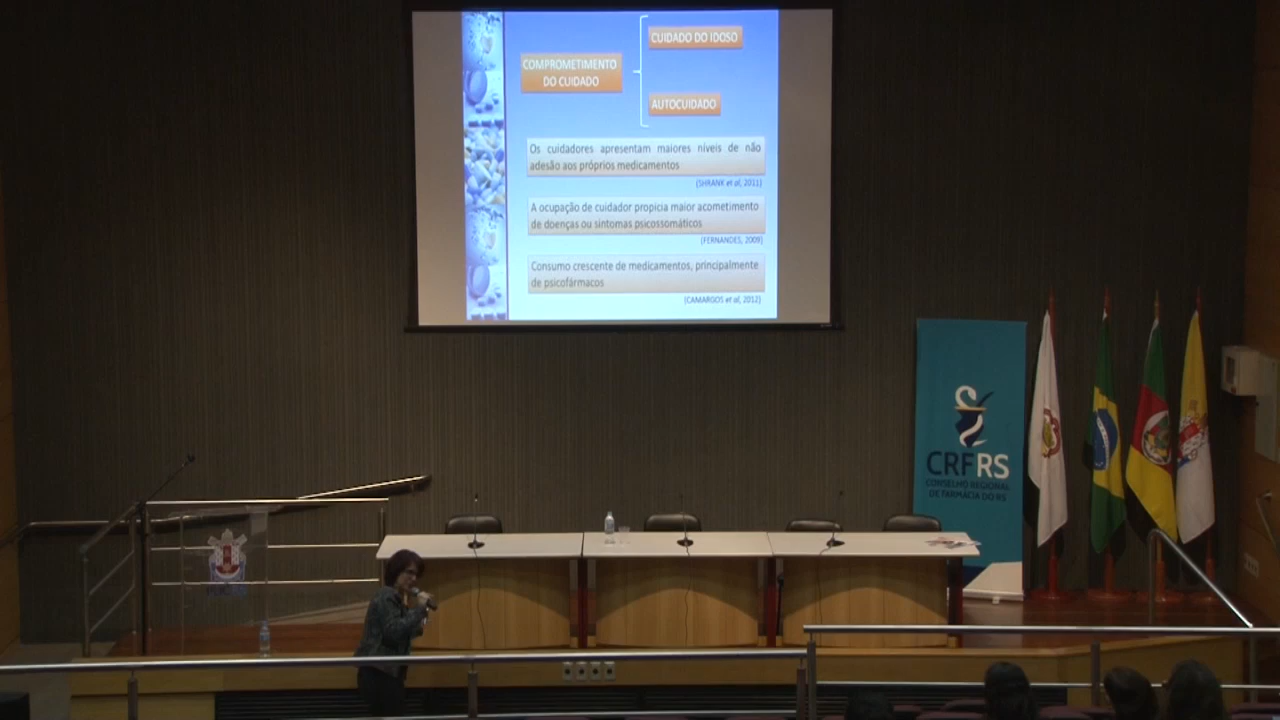 CUIDADO DO IDOSO
COMPROMETIMENTO
DO CUIDADO
AUTOCUIDADO
Os cuidadores apresentam maiores níveis de não
adesão aos próprios medicamentos
(SHRANK et al, 2011)
A ocupação de cuidador propicia maior acometimento
de doenças ou sintomas psicossomáticos
(FERNANDES, 2009)
Consumo crescente de medicamentos, principalmente
de psicofármacos
(CAMARGOS et al, 2012)
CRFRS
CONSELHO REGIONAL
DE FARMÁCIA DO RS